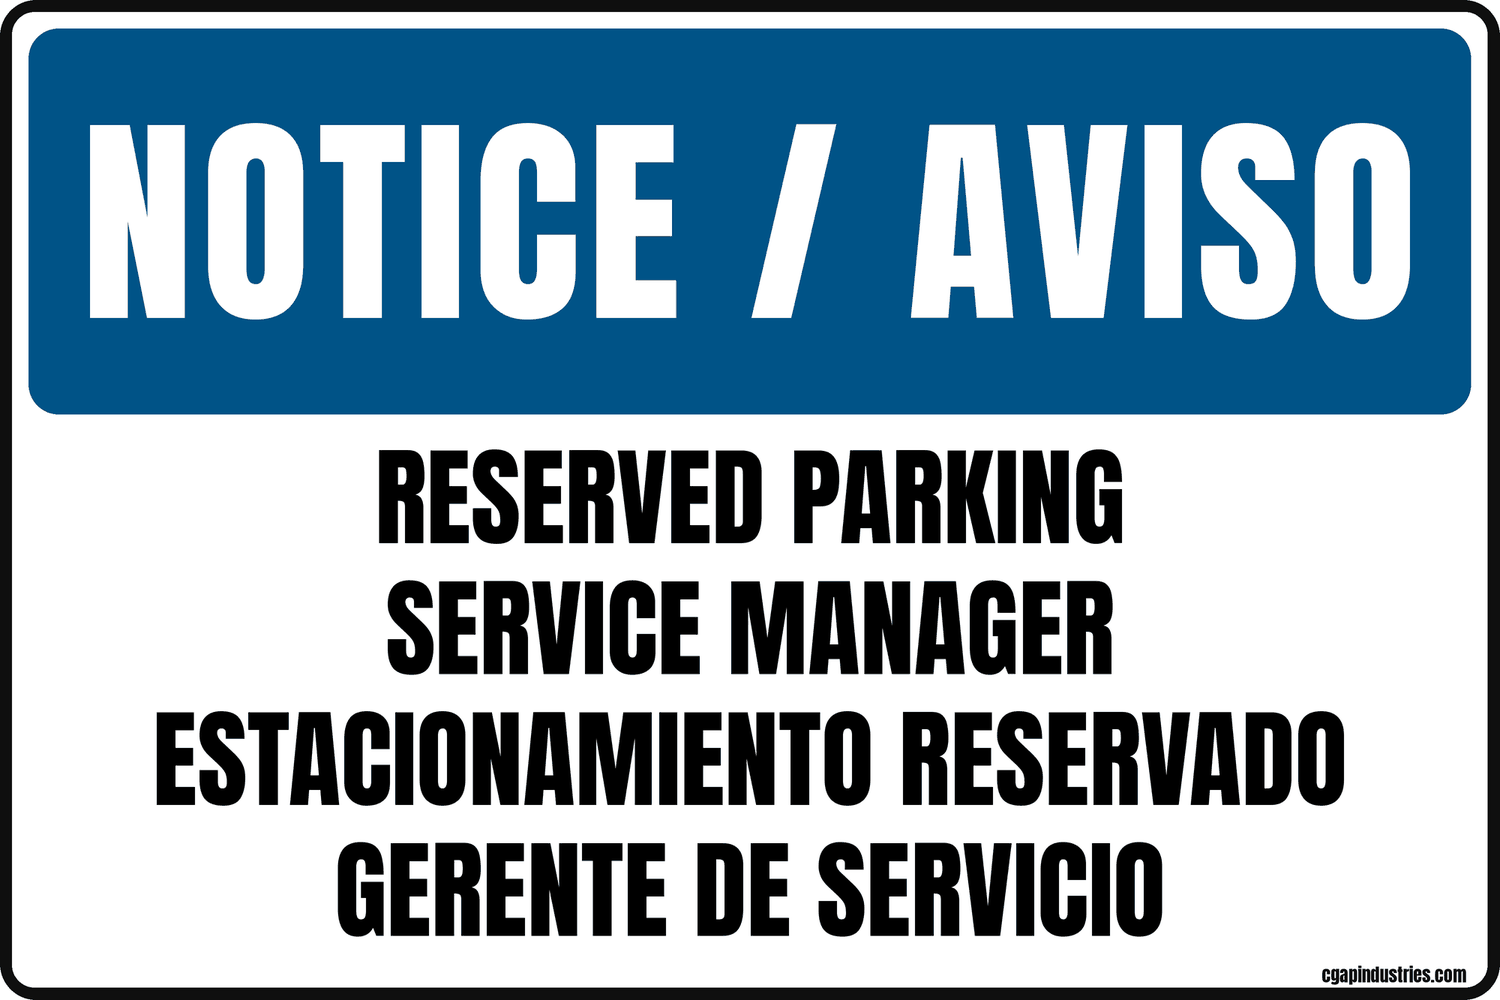 NOTICE / AVISO
RESERVED PARKING
SERVICE MANAGER
ESTACIONAMIENTO RESERVADO
GERENTE DE SERVICIO
cgapindustries.com